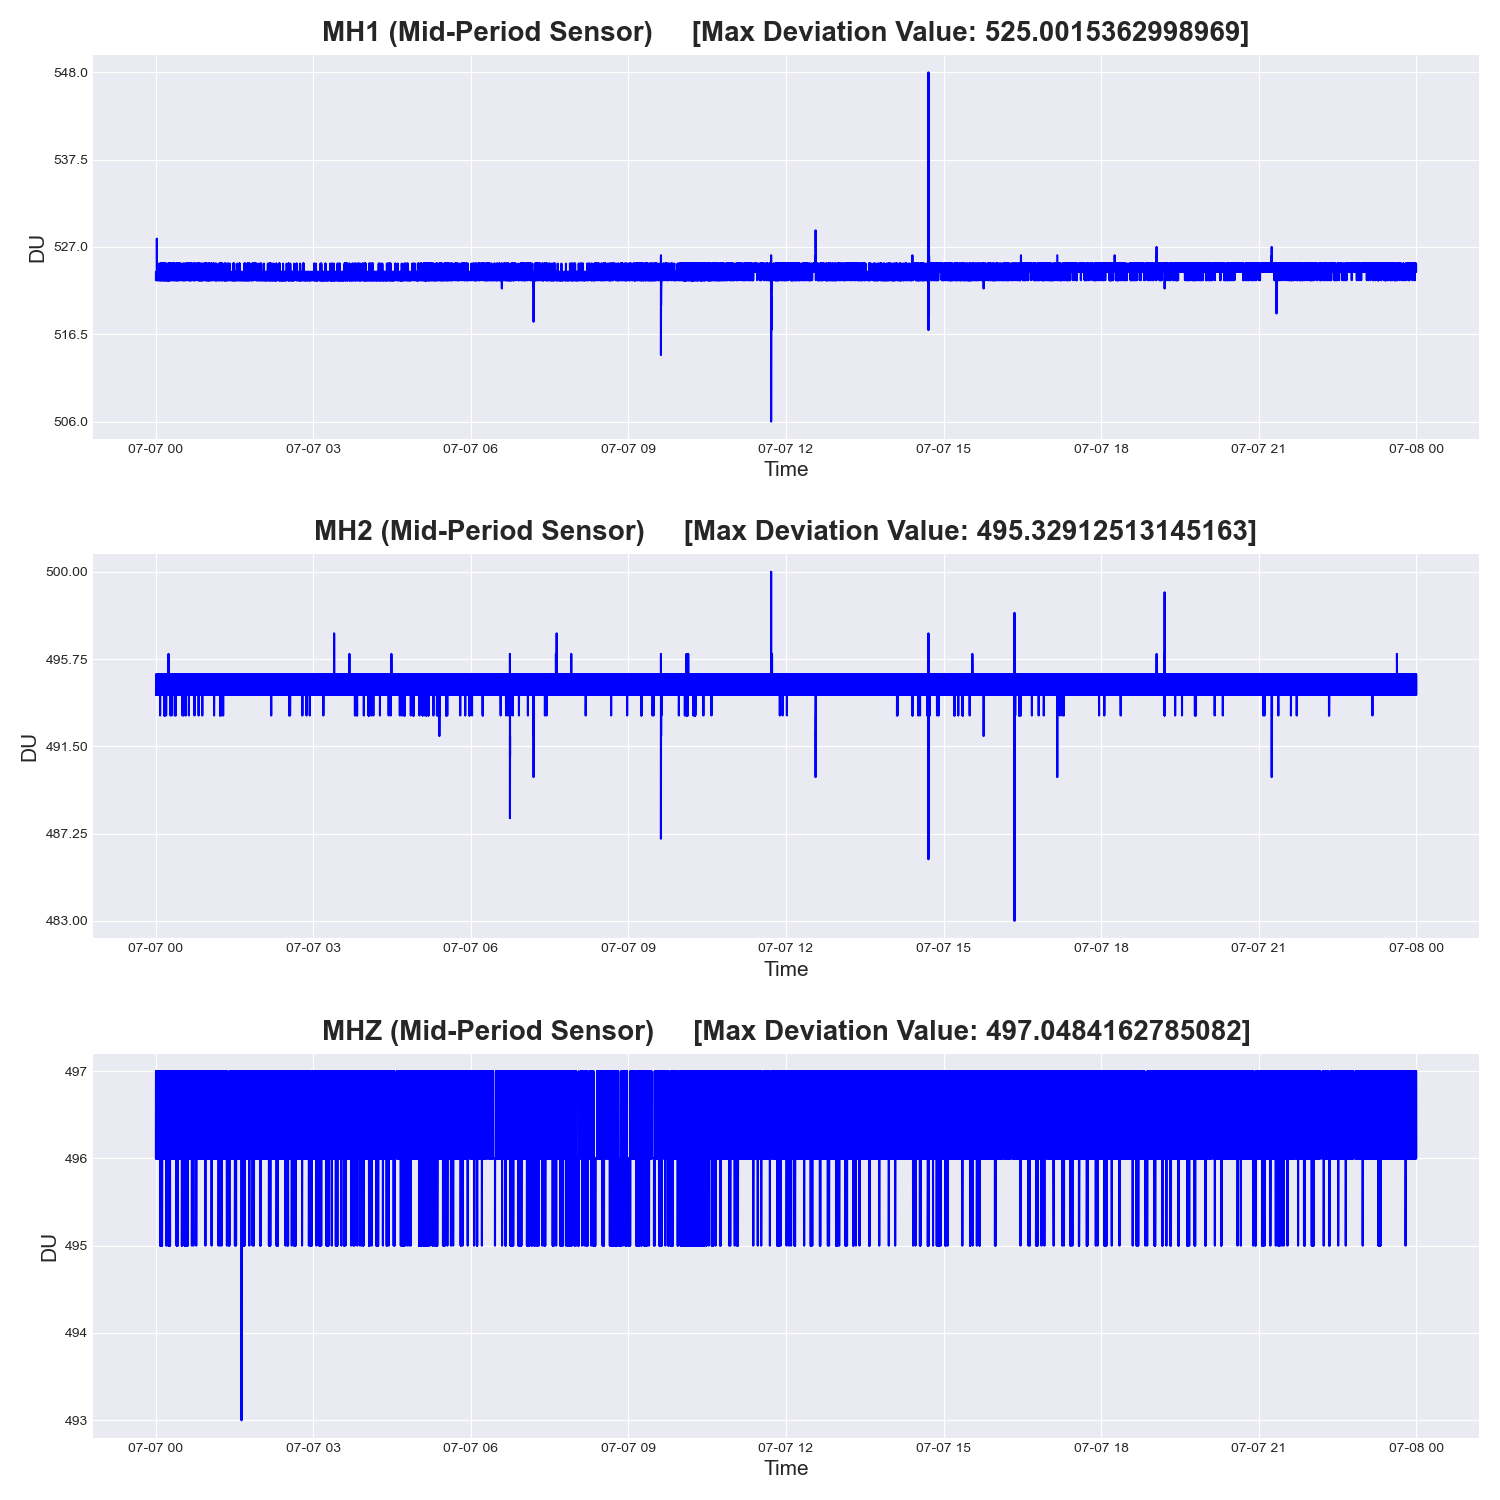 MH1 (Mid-Period Sensor) [Max Deviation Value: 525.0015362998969]
548.0
537.5
527.0
516.5
506.0
DU
07-07 00 07-07 03 07-07 06 07-07 09 07-07 12 07-07 15 07-07 18 07-07 21 07-08 00
Time
MH2 (Mid-Period Sensor) [Max Deviation Value: 495.32912513145163]
500.00
495.75
491.50
487.25
483.00
DU
07-07 00 07-07 03 07-07 06 07-07 09 07-07 12 07-07 15 07-07 18 07-07 21 07-08 00
Time
MHZ (Mid-Period Sensor) [Max Deviation Value: 497.0484162785082]
497
496
495
494
493
DU
07-07 00 07-07 03 07-07 06 07-07 09 07-07 12 07-07 15 07-07 18 07-07 21 07-08 00
Time